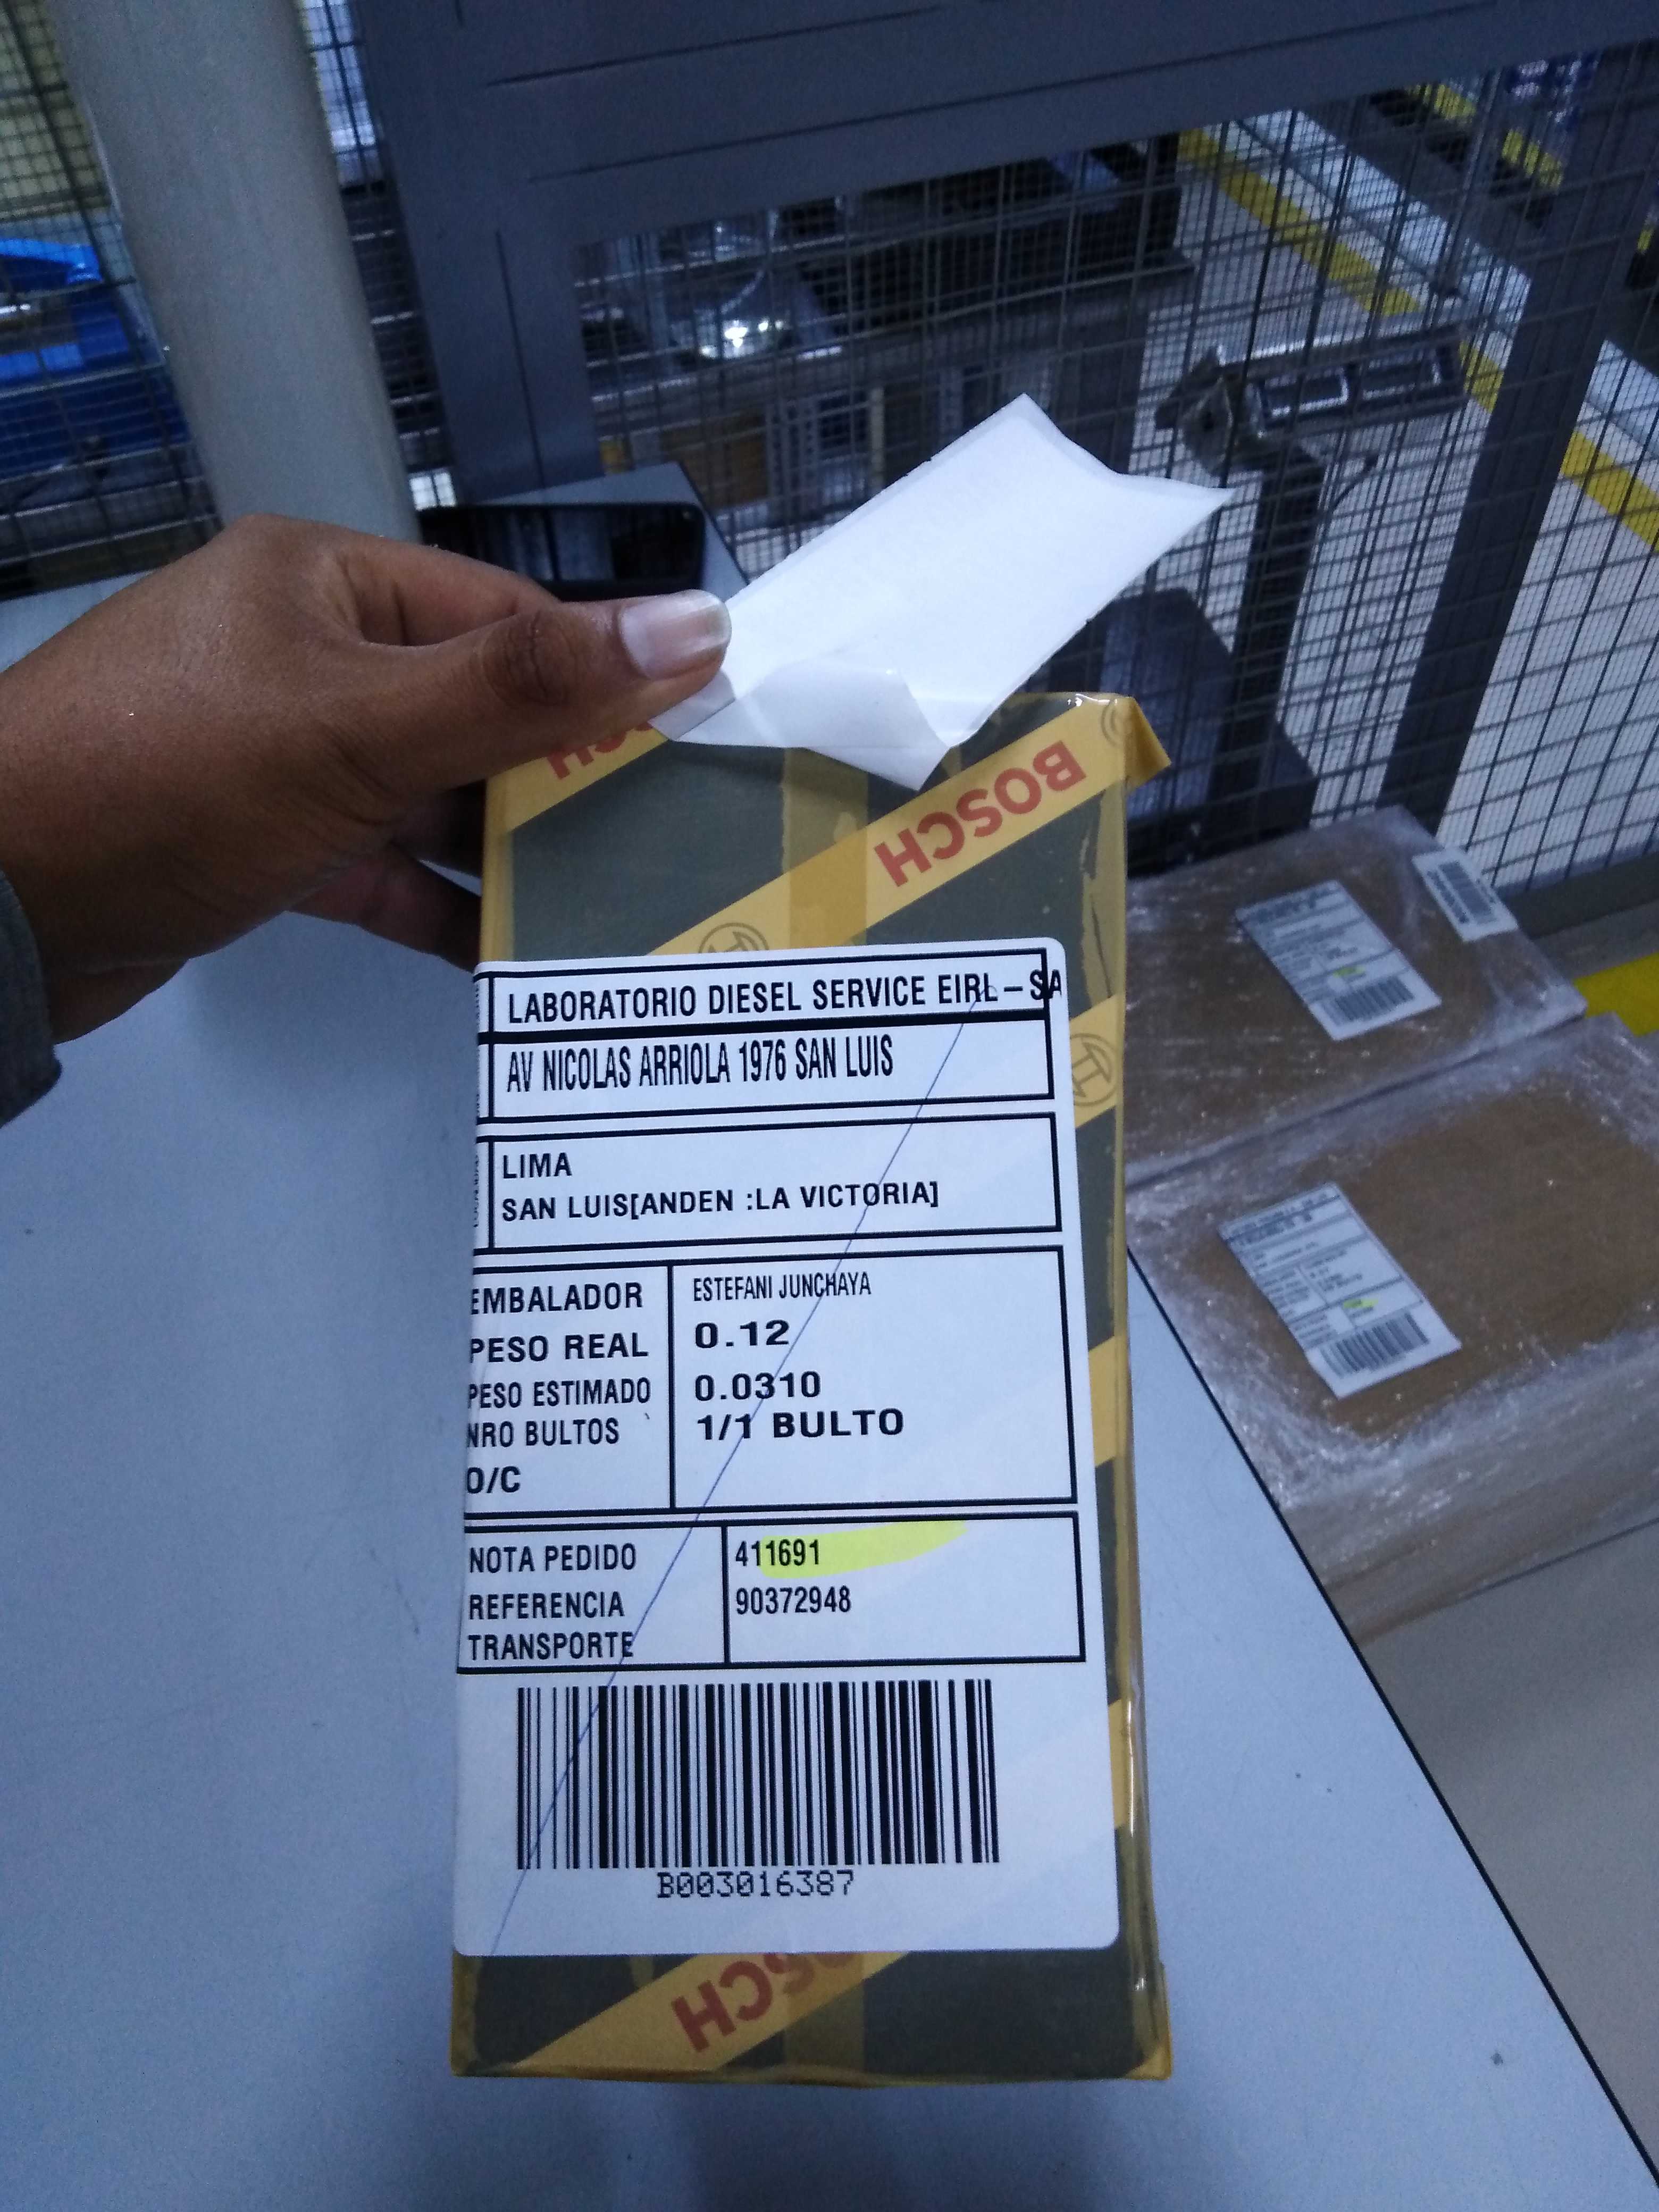 BOSCH
LABORATORIO DIESEL SERVICE EIRL – SA
AV NICOLAS ARRIOLA 1976 SAN LUIS
LIMA
SAN LUIS[ANDEN :LA VICTORIA]
EMBALADOR ESTEFANI JUNCHAYA
PESO REAL 0.12
PESO ESTIMADO 0.0310
NRO BULTOS 1/1 BULTO
O/C
NOTA PEDIDO 411691
REFERENCIA 90372948
TRANSPORTE
B003016387
BOSCH